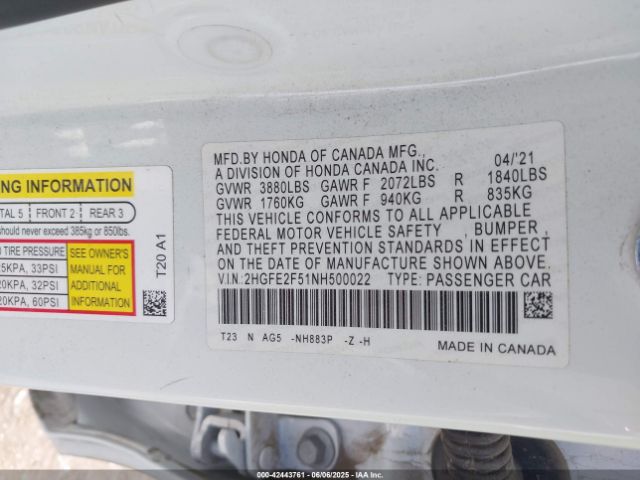 NG INFORMATION
TAL 5 FRONT 2 REAR 3
hould never exceed 385kg or 850lbs.
TIRE PRESSURE
25KPA, 33PSI
20KPA, 32PSI
20KPA, 60PSI
SEE OWNER'S
MANUAL FOR
ADDITIONAL
INFORMATION
T20 A1
MFD.BY HONDA OF CANADA MFG., 04/'21
A DIVISION OF HONDA CANADA INC.
GVWR 3880LBS GAWR F 2072LBS R 1840LBS
GVWR 1760KG GAWR F 940KG R 835KG
THIS VEHICLE CONFORMS TO ALL APPLICABLE
FEDERAL MOTOR VEHICLE SAFETY , BUMPER ,
AND THEFT PREVENTION STANDARDS IN EFFECT
ON THE DATE OF MANUFACTURE SHOWN ABOVE.
V.I.N.: 2HGFE2F51NH500022 TYPE: PASSENGER CAR
T23 N AG5 -NH883P -Z -H
MADE IN CANADA
000-42443761 - 06/06/2025 - IAAI.COM